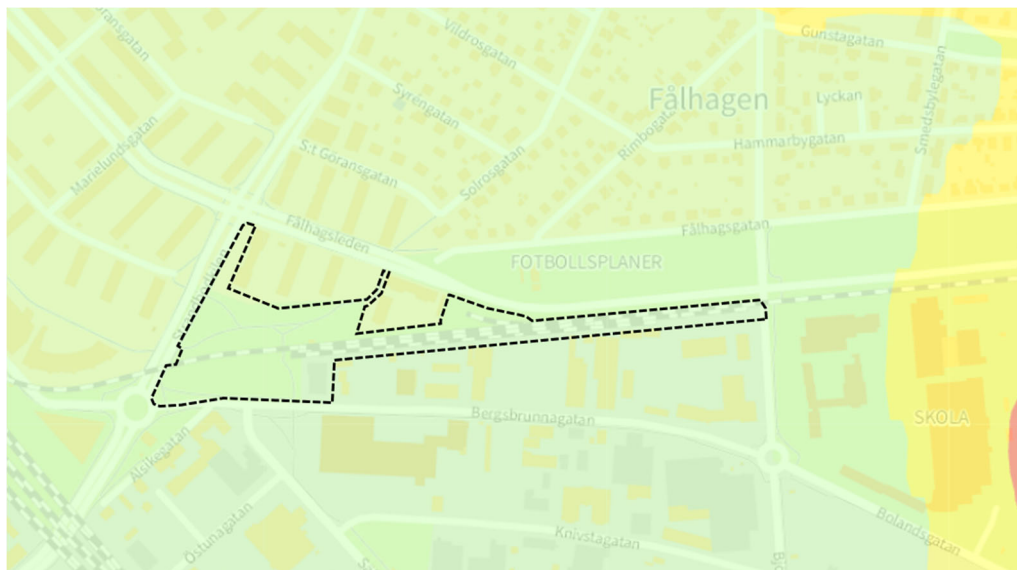 Gunstagatan
Vildrosgatan
Fålhagen
Lyckan
Syréngatan
Smedsbylegatan
Rimbogatan
Hammarbygatan
Marielundsgatan
S:t Göransgatan
Solrosgatan
Fålhagsgatan
Fålhagsleden
FOTBOLLSPLANER
SKOLA
Bergsbrunnagatan
Alsikegatan
Bolandsgatan
Östunagatan
Knivstagatan